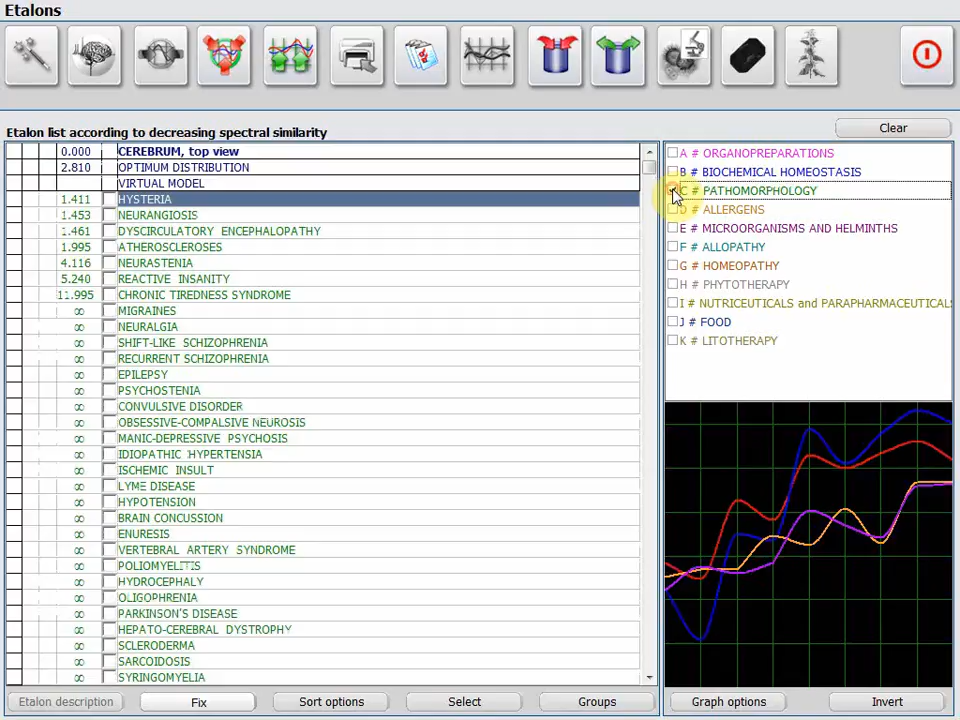 Etalons
Etalon list according to decreasing spectral similarity
Clear
0.000 CEREBRUM, top view
2.810 OPTIMUM DISTRIBUTION
VIRTUAL MODEL
1.411 HYSTERIA
1.453 NEURANGIOSIS
1.461 DYSCIRCULATORY ENCEPHALOPATHY
1.995 ATHEROSCLEROSES
4.116 NEURASTENIA
5.240 REACTIVE INSANITY
11.995 CHRONIC TIREDNESS SYNDROME
∞ MIGRAINES
∞ NEURALGIA
∞ SHIFT-LIKE SCHIZOPHRENIA
∞ RECURRENT SCHIZOPHRENIA
∞ EPILEPSY
∞ PSYCHOSTENIA
∞ CONVULSIVE DISORDER
∞ OBSESSIVE-COMPALSIVE NEUROSIS
∞ MANIC-DEPRESSIVE PSYCHOSIS
∞ IDIOPATHIC HYPERTENSIA
∞ ISCHEMIC INSULT
∞ LYME DISEASE
∞ HYPOTENSION
∞ BRAIN CONCUSSION
∞ ENURESIS
∞ VERTEBRAL ARTERY SYNDROME
∞ POLIOMYELITIS
∞ HYDROCEPHALY
∞ OLIGOPHRENIA
∞ PARKINSON'S DISEASE
∞ HEPATO-CEREBRAL DYSTROPHY
∞ SCLERODERMA
∞ SARCOIDOSIS
∞ SYRINGOMYELIA
A # ORGANOPREPARATIONS
B # BIOCHEMICAL HOMEOSTASIS
C # PATHOMORPHOLOGY
D # ALLERGENS
E # MICROORGANISMS AND HELMINTHS
F # ALLOPATHY
G # HOMEOPATHY
H # PHYTOTHERAPY
I # NUTRICEUTICALS and PARAPHARMACEUTICALS
J # FOOD
K # LITOTHERAPY
Etalon description
Fix
Sort options
Select
Groups
Graph options
Invert